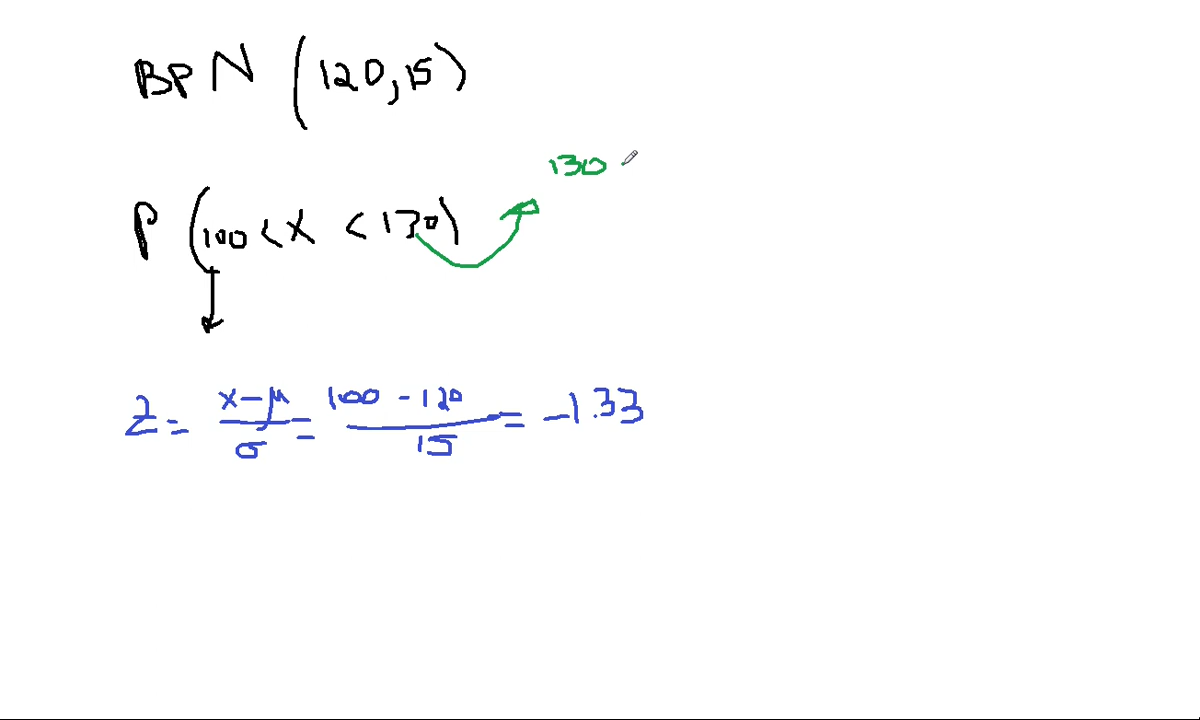 BP N (120,15)
130
P (100 < X < 130)
Z = x-μ / σ = 100 - 120 / 15 = -1.33